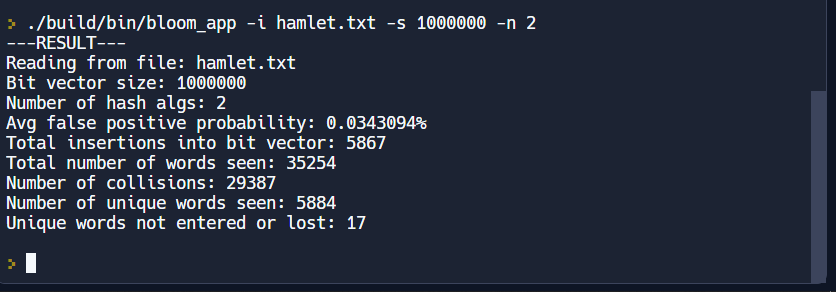 > ./build/bin/bloom_app -i hamlet.txt -s 1000000 -n 2
---RESULT---
Reading from file: hamlet.txt
Bit vector size: 1000000
Number of hash algs: 2
Avg false positive probability: 0.0343094%
Total insertions into bit vector: 5867
Total number of words seen: 35254
Number of collisions: 29387
Number of unique words seen: 5884
Unique words not entered or lost: 17
>